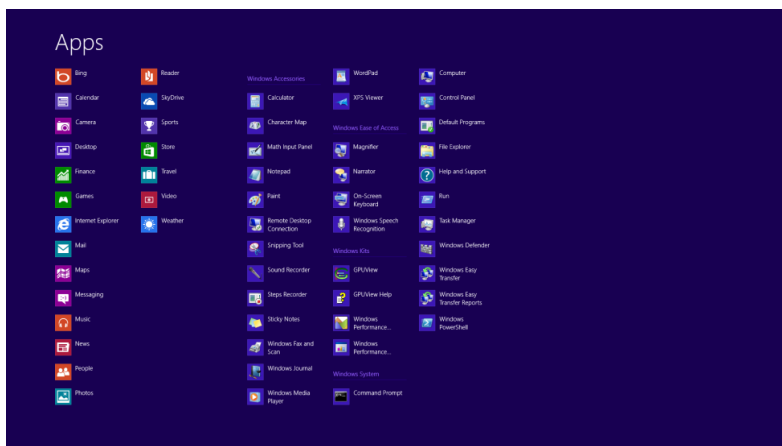 Apps
Bing
Calendar
Camera
Desktop
Finance
Games
Internet Explorer
Mail
Maps
Messaging
Music
News
People
Photos
Reader
SkyDrive
Sports
Store
Travel
Video
Weather
Windows Accessories
Calculator
Character Map
Math Input Panel
Notepad
Paint
Remote Desktop
Connection
Snipping Tool
Sound Recorder
Steps Recorder
Sticky Notes
Windows Fax and
Scan
Windows Journal
Windows Media
Player
WordPad
XPS Viewer
Windows Ease of Access
Magnifier
Narrator
On-Screen
Keyboard
Windows Speech
Recognition
Windows Kits
GPUView
GPUView Help
Windows
Performance...
Windows
Performance...
Windows System
Command Prompt
Computer
Control Panel
Default Programs
File Explorer
Help and Support
Run
Task Manager
Windows Defender
Windows Easy
Transfer
Windows Easy
Transfer Reports
Windows
PowerShell